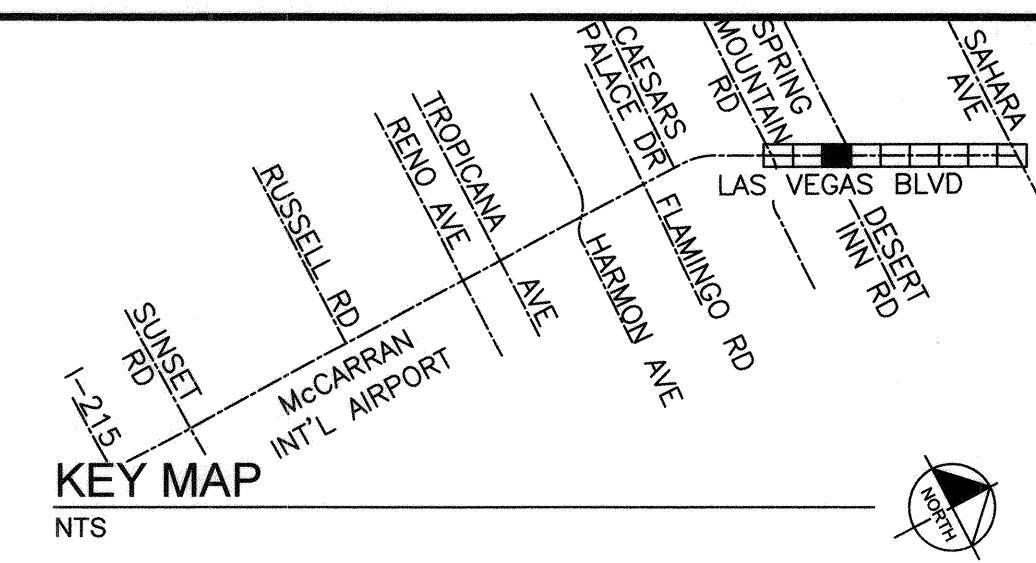 I-215
SUNSET
RD
RUSSELL RD
McCARRAN
INT'L AIRPORT
RENO AVE
TROPICANA
AVE
HARMON AVE
CAESARS
PALACE DR
FLAMINGO RD
SPRING
MOUNTAIN
RD
LAS VEGAS BLVD
DESERT
INN RD
SAHARA
AVE
KEY MAP
NTS
NORTH